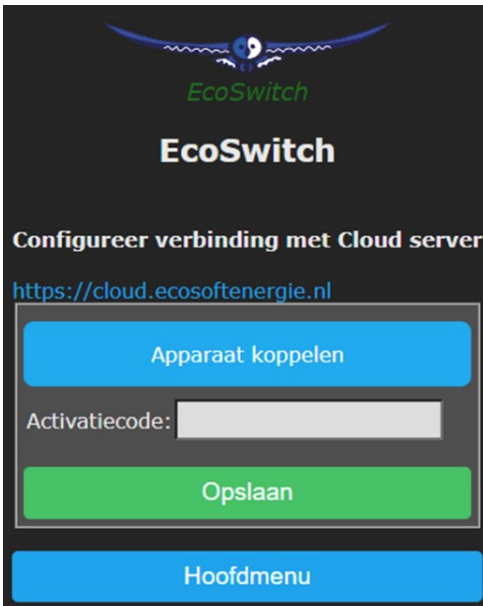 EcoSwitch
EcoSwitch
Configureer verbinding met Cloud server
https://cloud.ecosoftenergie.nl
Apparaat koppelen
Activatiecode:
Opslaan
Hoofdmenu